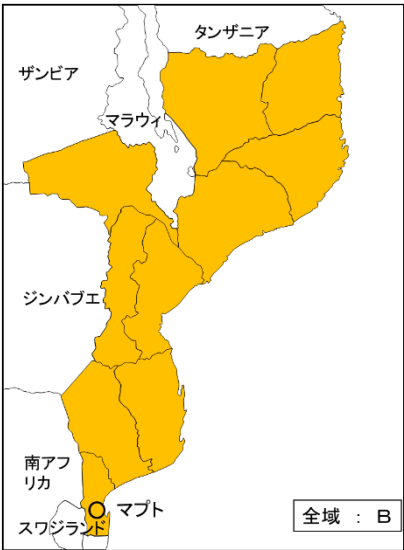 タンザニア
ザンビア
マラウィ
ジンバブエ
南アフ
リカ
マプト
スワジランド
全域 : B